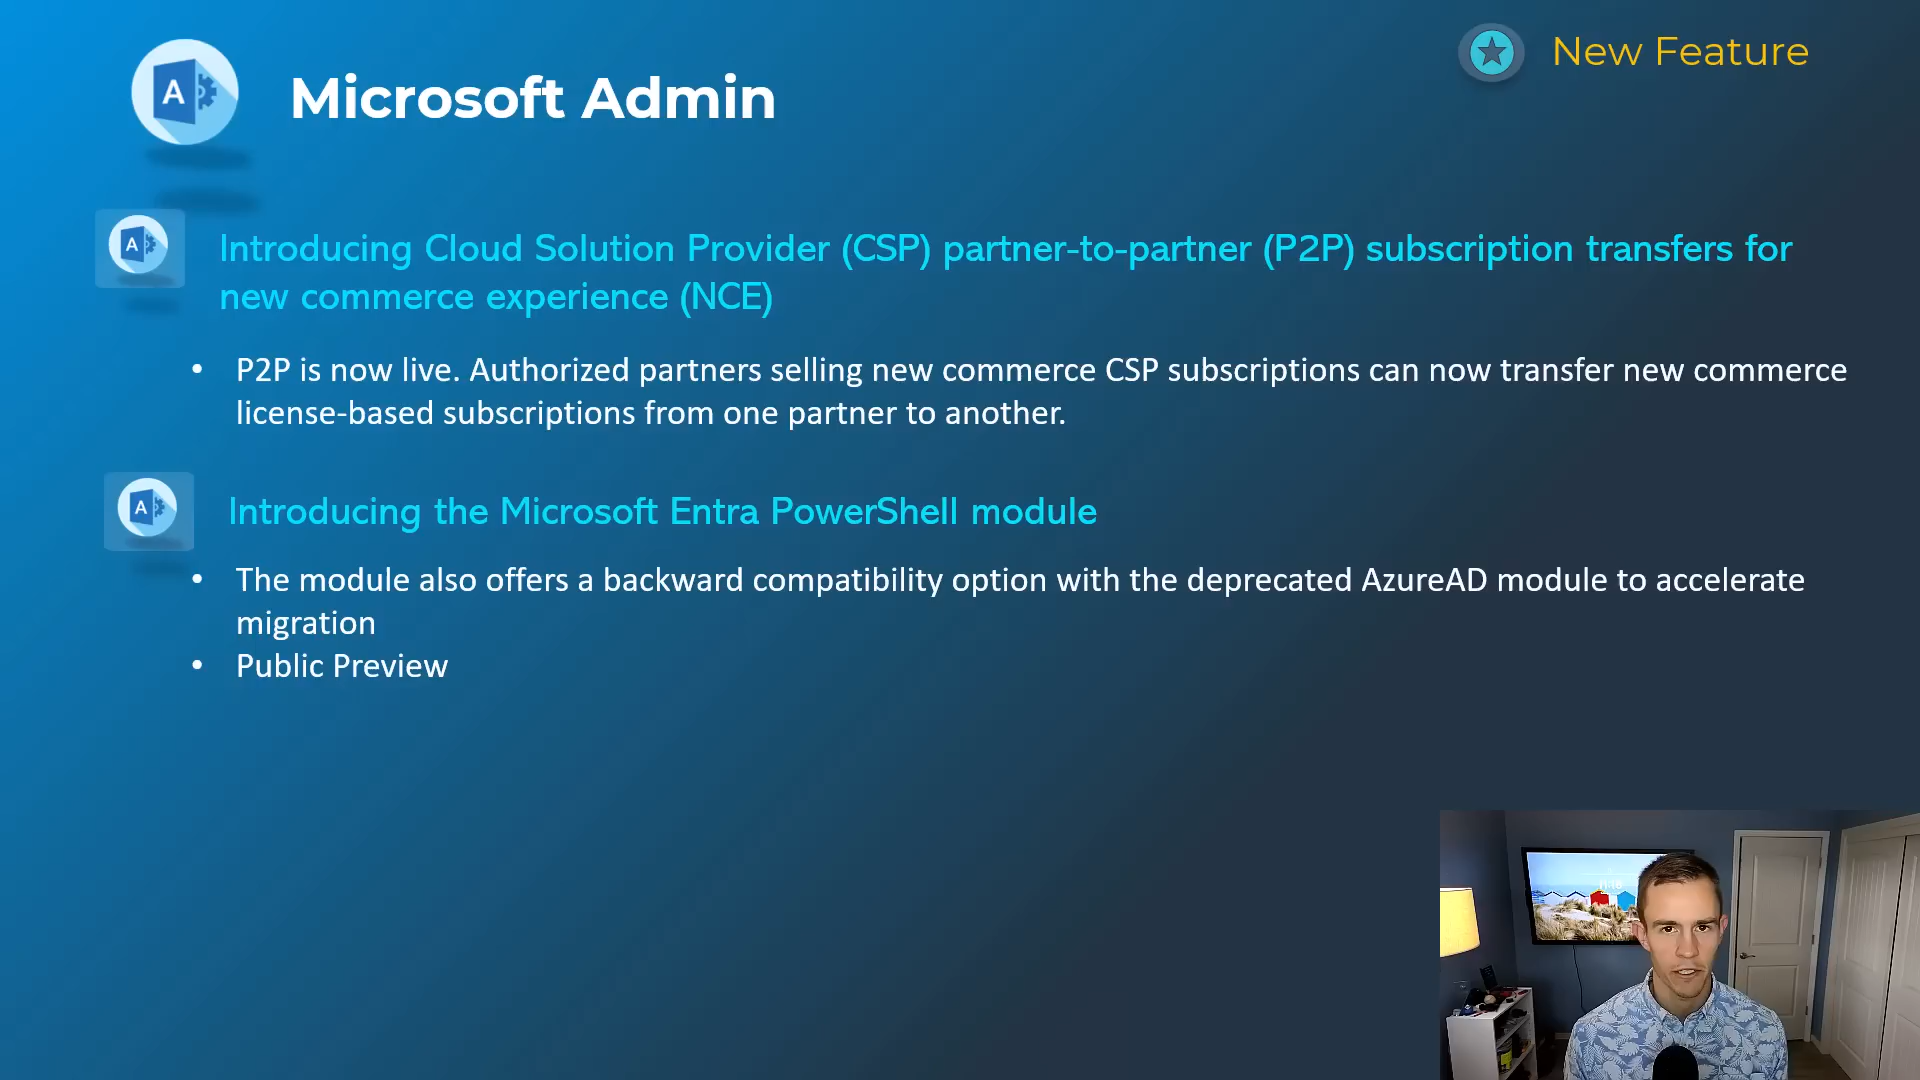 New Feature
Microsoft Admin
Introducing Cloud Solution Provider (CSP) partner-to-partner (P2P) subscription transfers for
new commerce experience (NCE)
• P2P is now live. Authorized partners selling new commerce CSP subscriptions can now transfer new commerce
license-based subscriptions from one partner to another.
Introducing the Microsoft Entra PowerShell module
• The module also offers a backward compatibility option with the deprecated AzureAD module to accelerate
migration
• Public Preview
A
A
A